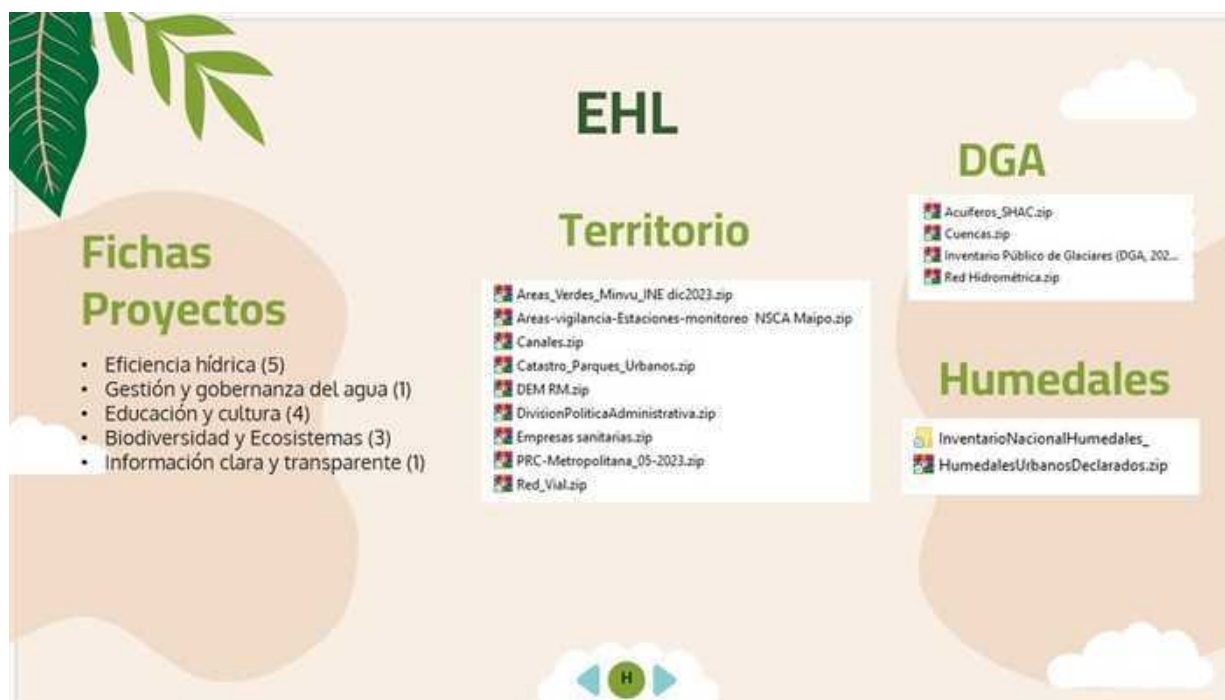 EHL
Fichas
Proyectos
• Eficiencia hídrica (5)
• Gestión y gobernanza del agua (1)
• Educación y cultura (4)
• Biodiversidad y Ecosistemas (3)
• Información clara y transparente (1)
Territorio
Areas_Verdes_Minvu_INE dic2023.zip
Areas-vigilancia-Estaciones-monitoreo NSCA Maipo.zip
Canales.zip
Catastro_Parques_Urbanos.zip
DEM RM.zip
DivisionPoliticaAdministrativa.zip
Empresas sanitarias.zip
PRC-Metropolitana_05-2023.zip
Red_Vial.zip
DGA
Acuiferos_SHAC.zip
Cuencas.zip
Inventario Público de Glaciares (DGA, 202...
Red Hidrométrica.zip
Humedales
InventarioNacionalHumedales_
HumedalesUrbanosDeclarados.zip
H